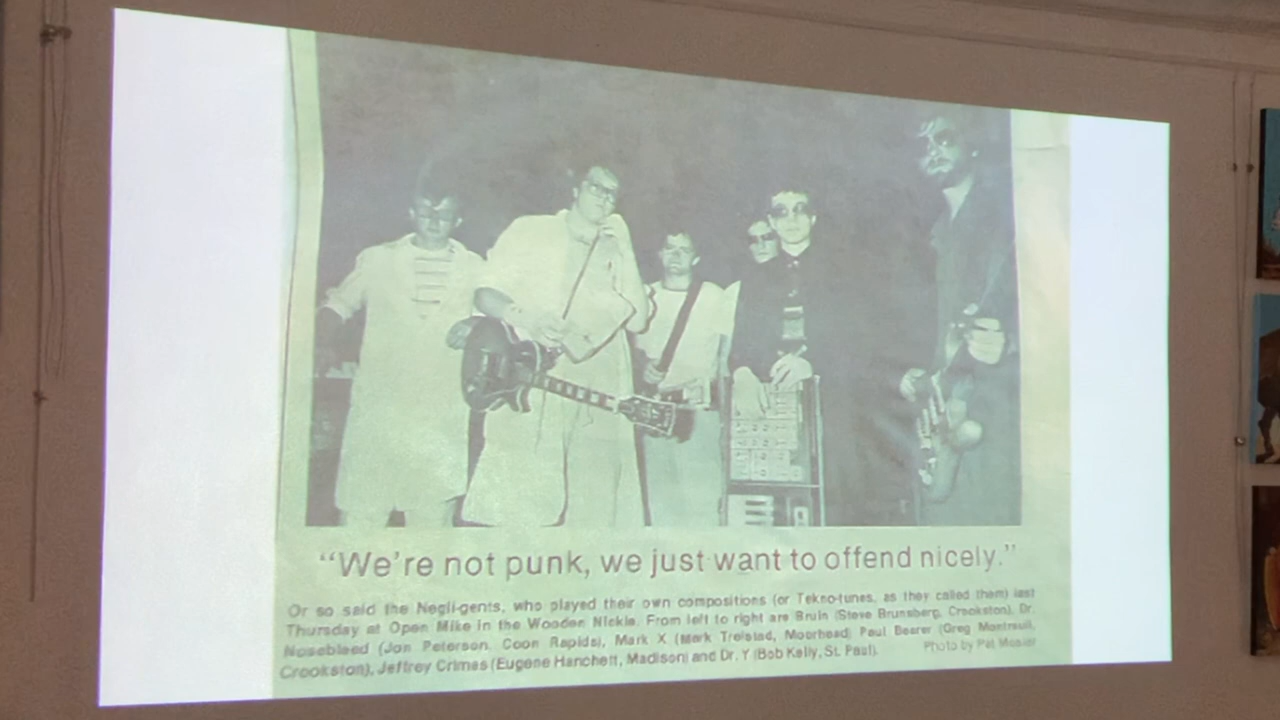 “We’re not punk, we just want to offend nicely.”
Or so said the Negli-gents, who played their own compositions (or Tekno-tunes, as they called them) last
Thursday at Open Mike in the Wooden Nickle. From left to right are Bruin (Steve Brunsberg, Crookston), Dr.
Nosebleed (Jon Peterson, Coon Rapids), Mark X (Mark Treistad, Moorhead) Paul Bearer (Greg Montreuil,
Crookston), Jeffrey Crimas (Eugene Hanchett, Madison) and Dr. Y (Bob Kelly, St. Paul).
Photo by Pat